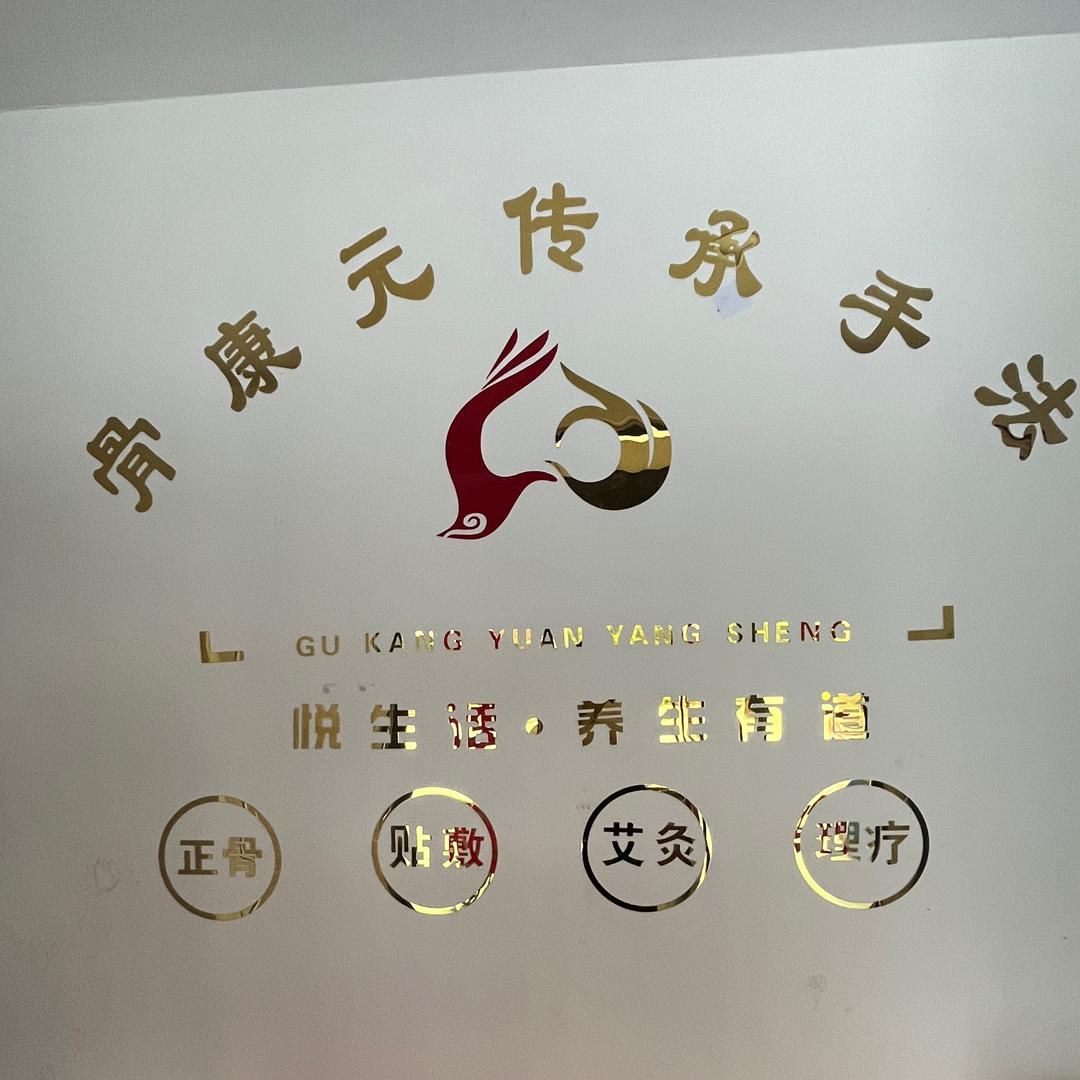 骨康元传承手法
GU KANG YUAN YANG SHENG
悦生活·养生有道
正骨 贴敷 艾灸 理疗